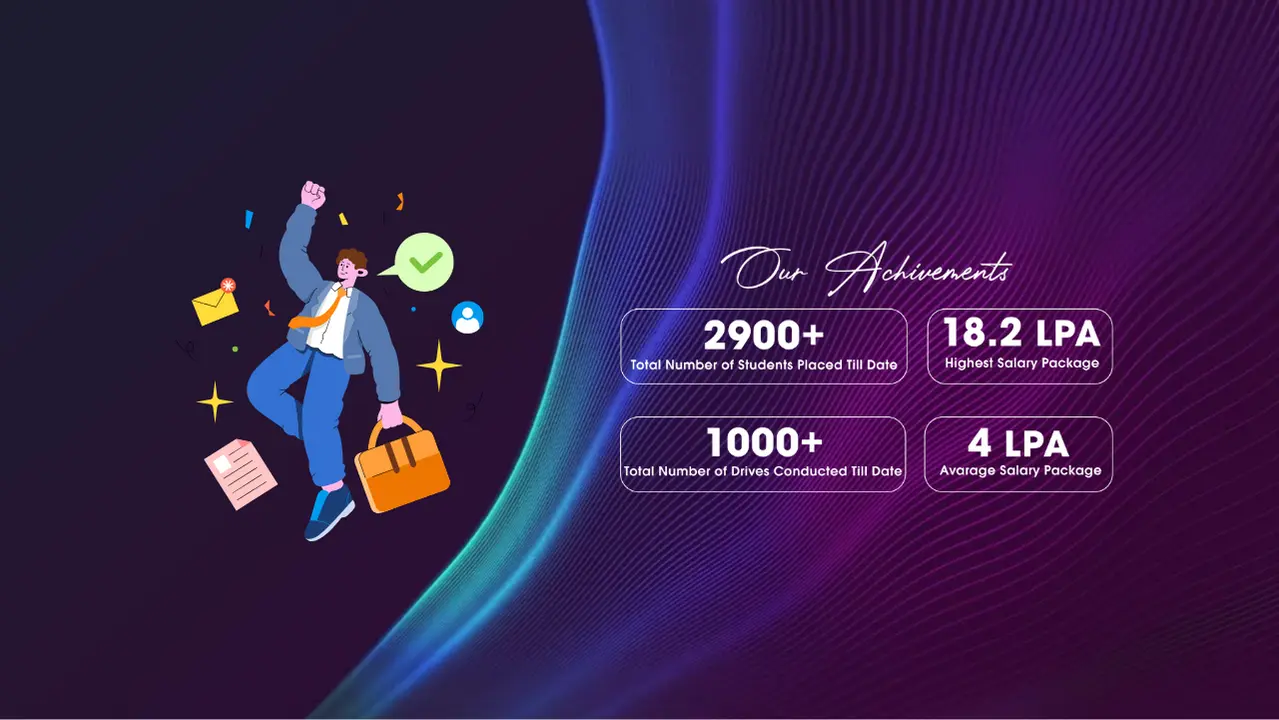 Our Achivements
2900+
Total Number of Students Placed Till Date
18.2 LPA
Highest Salary Package
1000+
Total Number of Drives Conducted Till Date
4 LPA
Avarage Salary Package